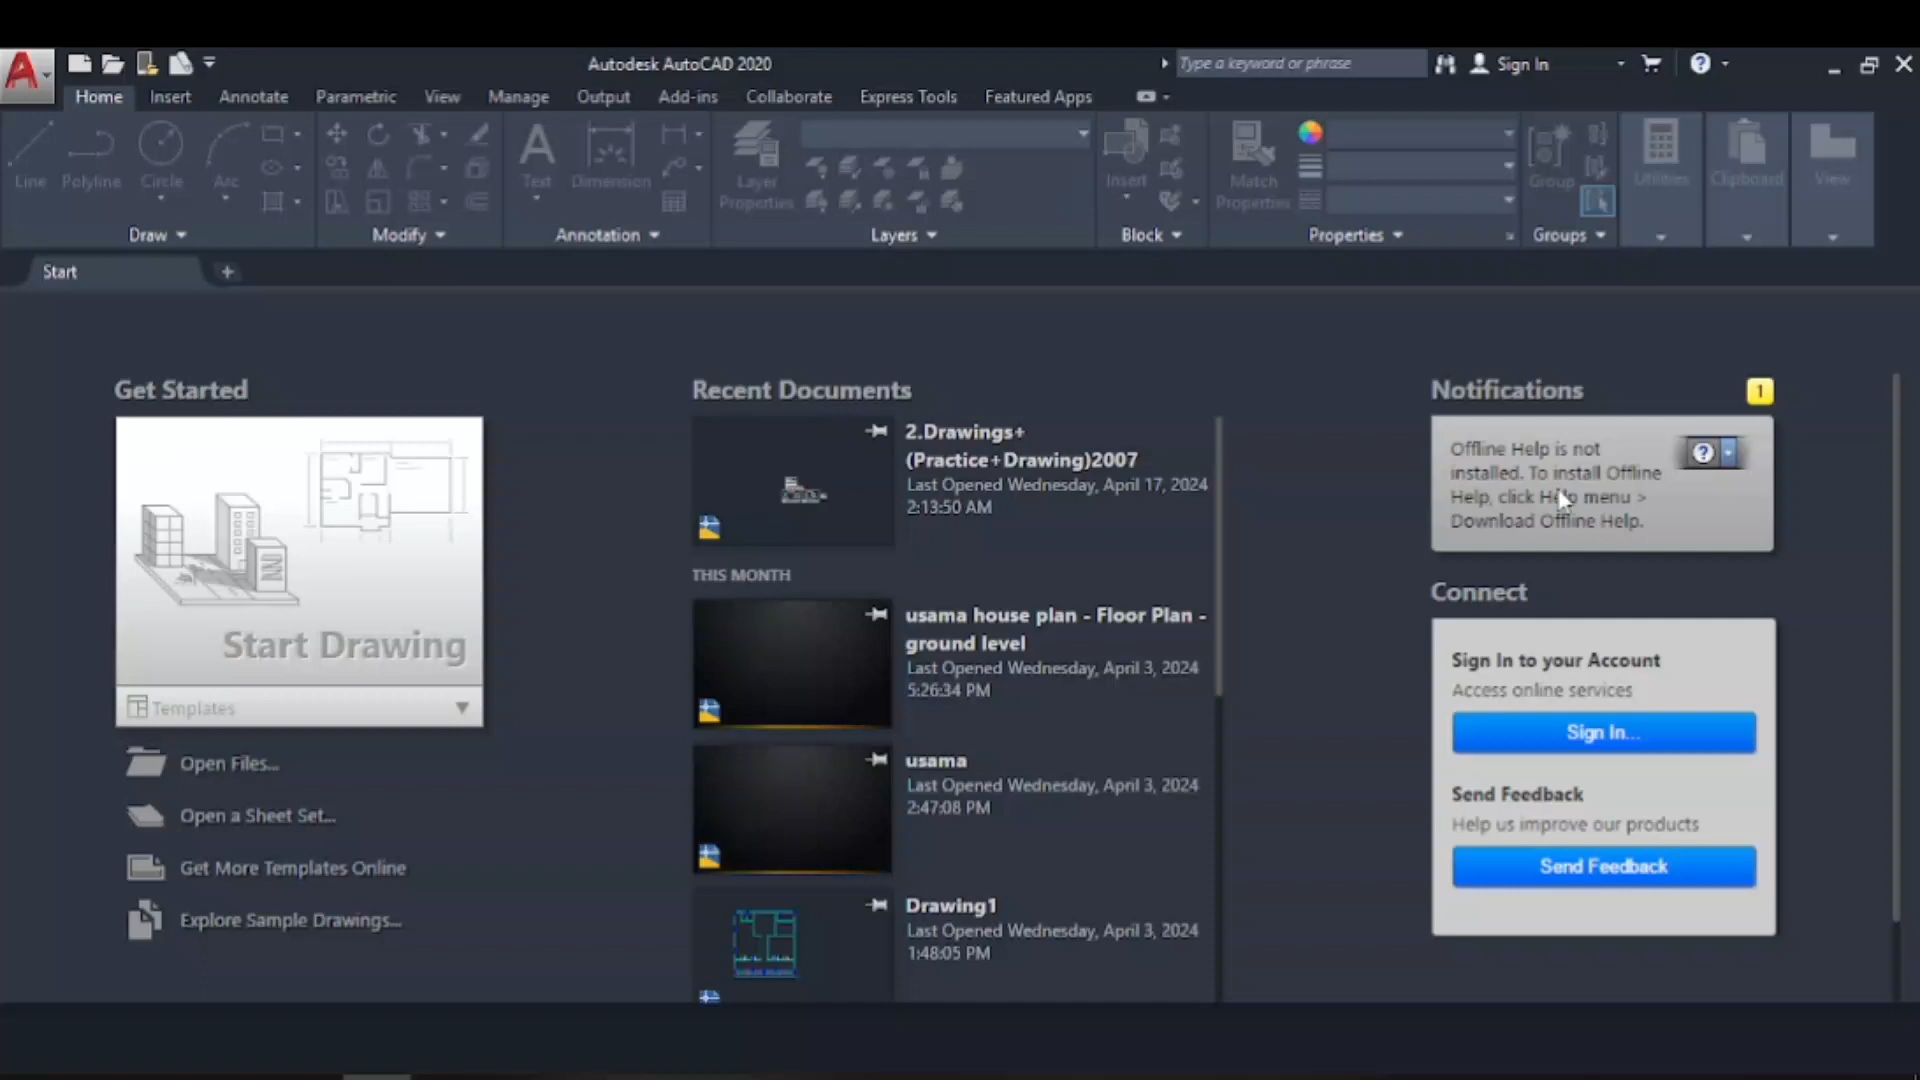 Autodesk AutoCAD 2020
Type a keyword or phrase
Sign In
Home Insert Annotate Parametric View Manage Output Add-ins Collaborate Express Tools Featured Apps
Line Polyline Circle Arc
Text Dimension
Layer Properties
Insert
Match Properties
Group
Utilities Clipboard View
Draw Modify Annotation Layers Block Properties Groups
Start
Get Started
Start Drawing
Templates
Open Files...
Open a Sheet Set...
Get More Templates Online
Explore Sample Drawings...
Recent Documents
2.Drawings+
(Practice+Drawing)2007
Last Opened Wednesday, April 17, 2024
2:13:50 AM
THIS MONTH
usama house plan - Floor Plan -
ground level
Last Opened Wednesday, April 3, 2024
5:26:34 PM
usama
Last Opened Wednesday, April 3, 2024
2:47:08 PM
Drawing1
Last Opened Wednesday, April 3, 2024
1:48:05 PM
Notifications
1
Offline Help is not
installed. To install Offline
Help, click Help menu >
Download Offline Help.
Connect
Sign In to your Account
Access online services
Sign In...
Send Feedback
Help us improve our products
Send Feedback